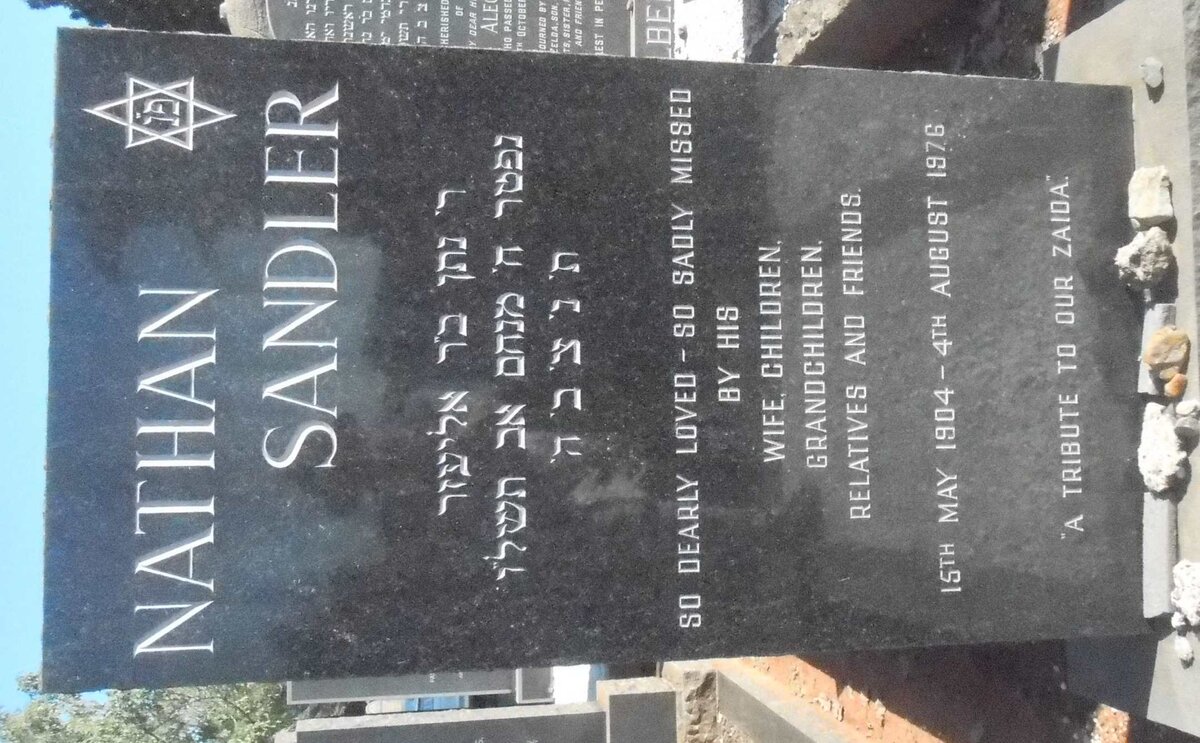 פ״נ
NATHAN
SANDLER
ר׳ נתן ב״ר אליעזר
נפטר ח׳ מנחם אב תשל״ו
ת׳ נ׳ צ׳ ב׳ ה׳
SO DEARLY LOVED - SO SADLY MISSED
BY HIS
WIFE, CHILDREN,
GRANDCHILDREN,
RELATIVES AND FRIENDS.
15TH MAY 1904 - 4TH AUGUST 1976
"A TRIBUTE TO OUR ZAIDA."